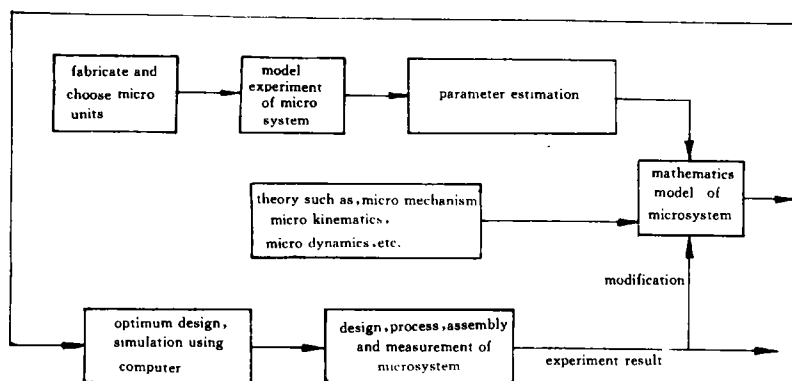 fabricate and
choose micro
units
model
experiment
of micro
system
parameter estimation
mathematics
model of
microsystem
theory such as, micro mechanism
micro kinematics,
micro dynamics, etc.
modification
optimum design,
simulation using
computer
design, process, assembly
and measurement of
microsystem
experiment result